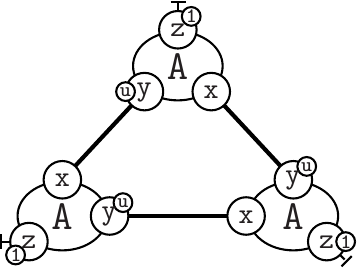 z 1
A
u y x
x y u
A y u x A
z 1 z 1